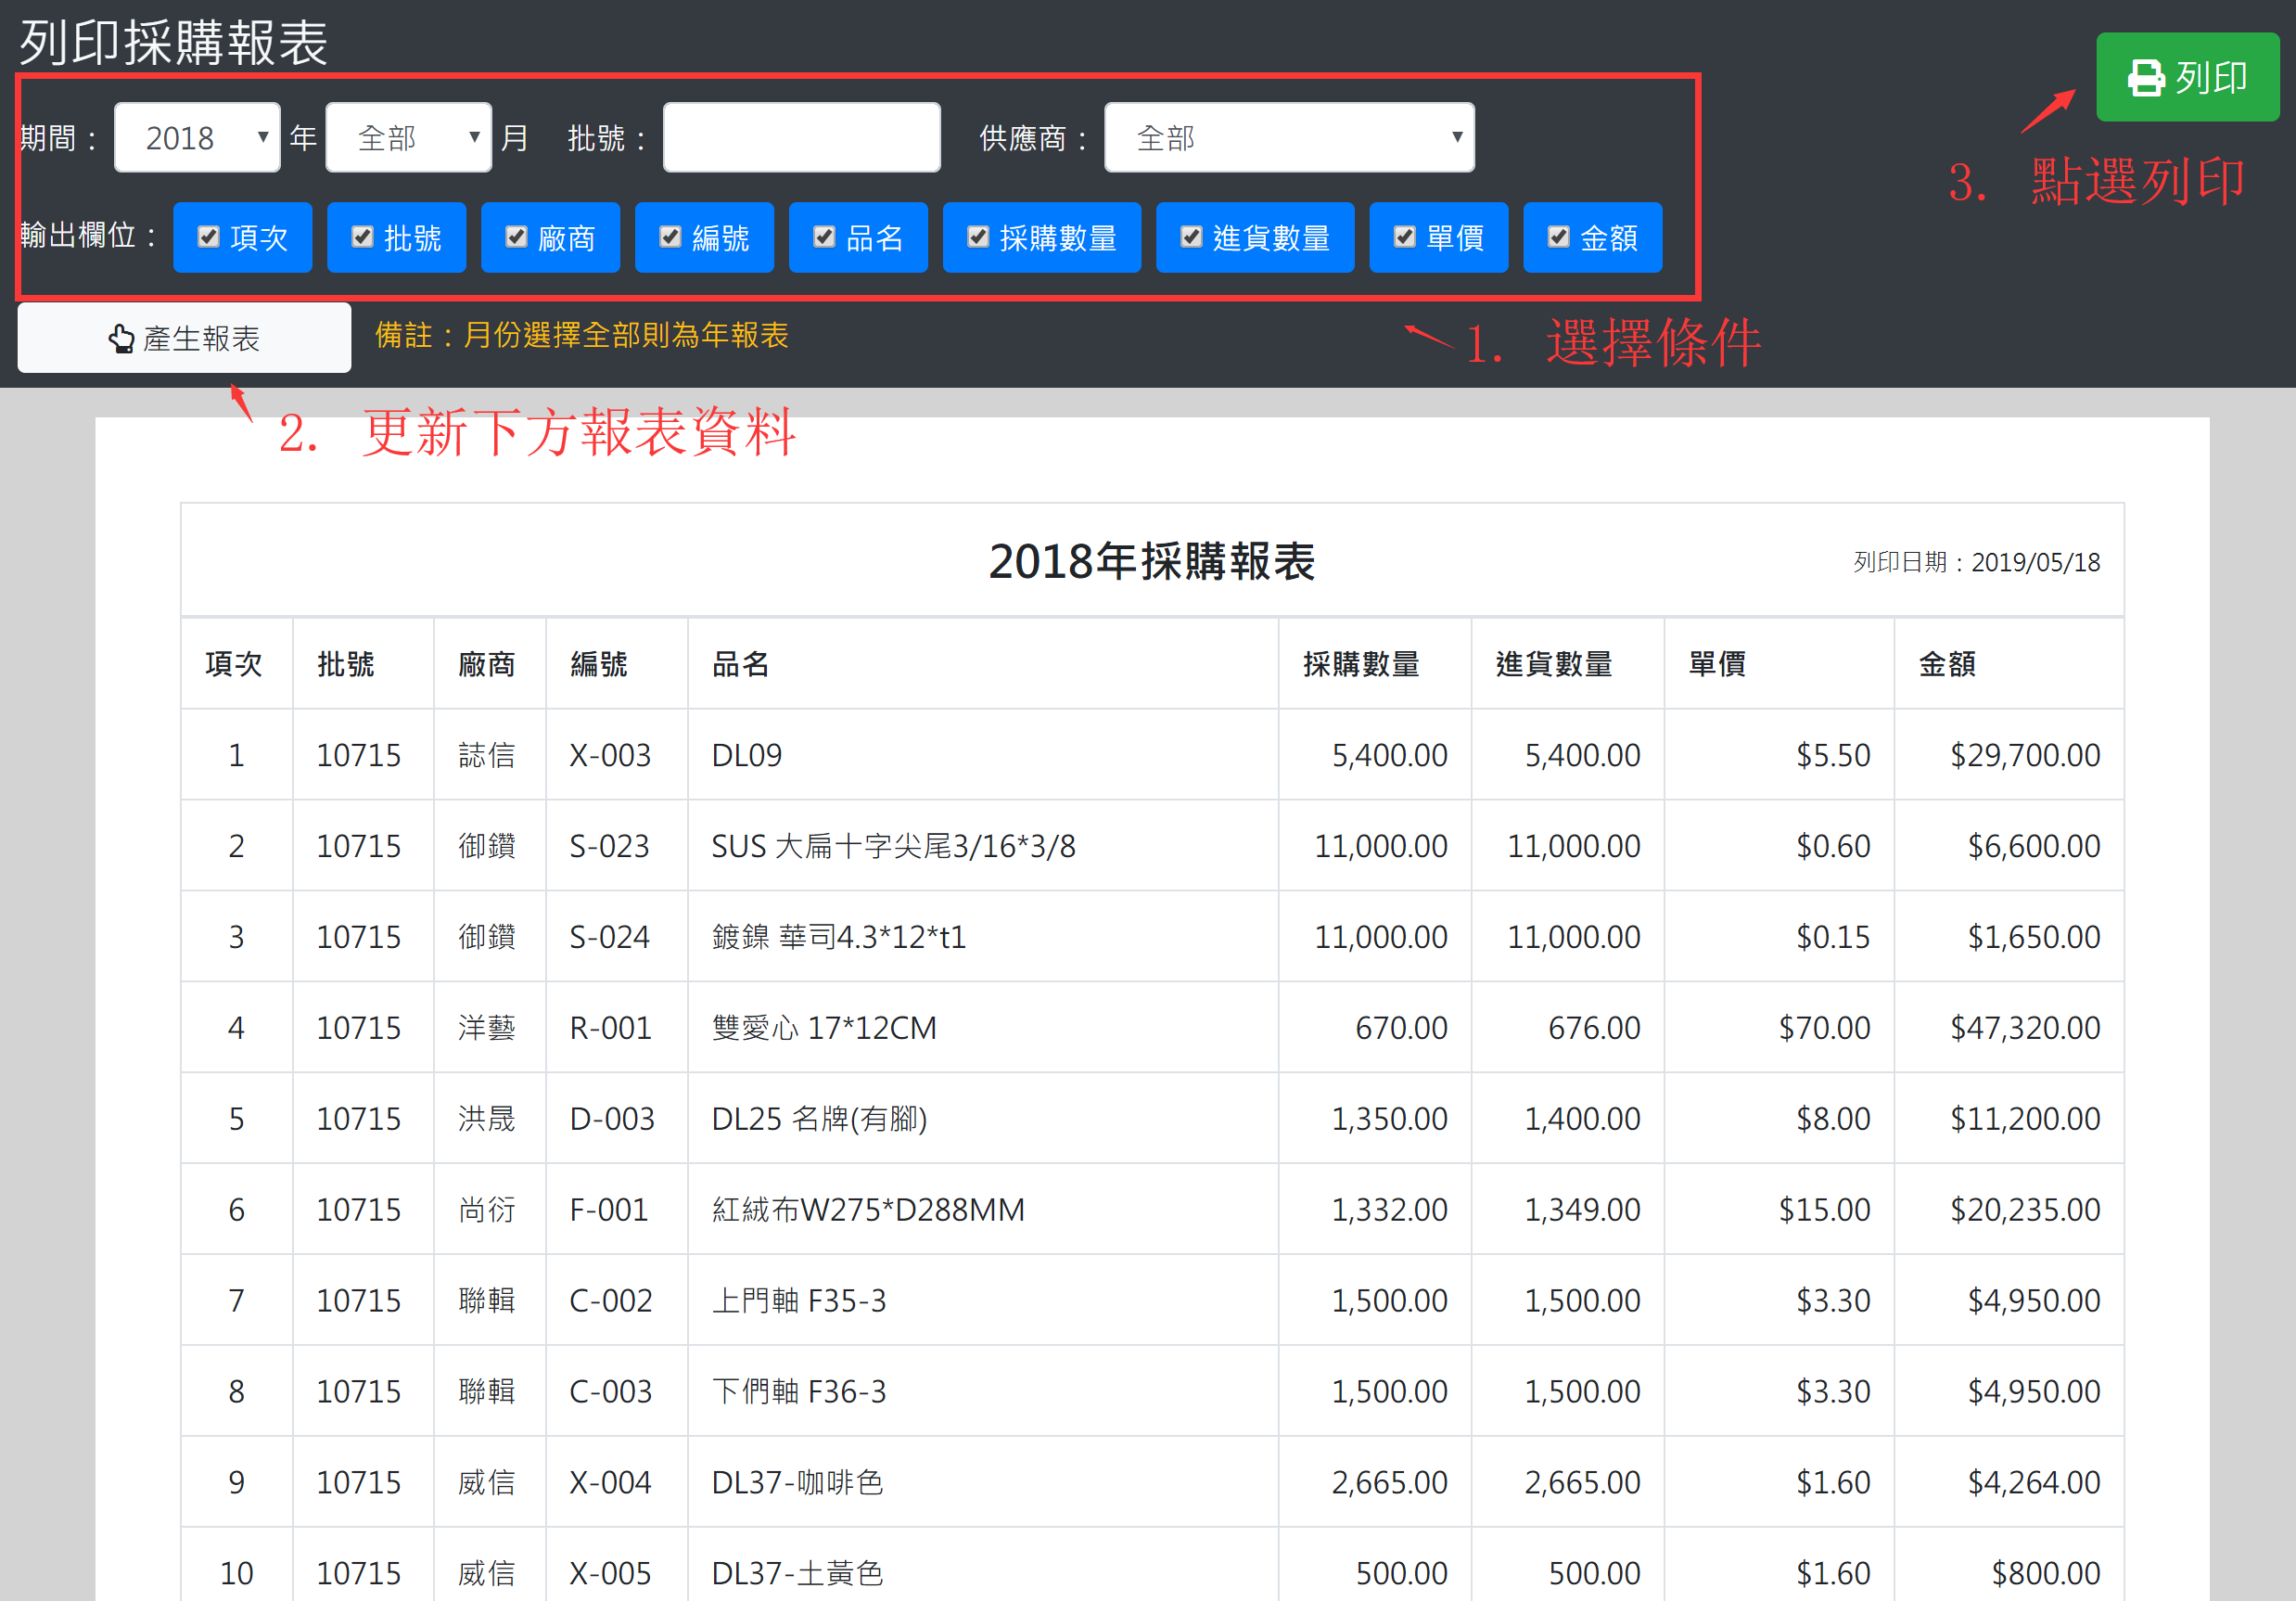 列印採購報表
列印
期間： 2018 年 全部 月 批號： 供應商： 全部
3. 點選列印
輸出欄位： 項次 批號 廠商 編號 品名 採購數量 進貨數量 單價 金額
產生報表 備註：月份選擇全部則為年報表
1. 選擇條件
2. 更新下方報表資料
2018年採購報表 列印日期：2019/05/18
項次 批號 廠商 編號 品名 採購數量 進貨數量 單價 金額
1 10715 誌信 X-003 DL09 5,400.00 5,400.00 $5.50 $29,700.00
2 10715 御鑽 S-023 SUS 大扁十字尖尾3/16*3/8 11,000.00 11,000.00 $0.60 $6,600.00
3 10715 御鑽 S-024 鍍鎳 華司4.3*12*t1 11,000.00 11,000.00 $0.15 $1,650.00
4 10715 洋藝 R-001 雙愛心 17*12CM 670.00 676.00 $70.00 $47,320.00
5 10715 洪晟 D-003 DL25 名牌(有腳) 1,350.00 1,400.00 $8.00 $11,200.00
6 10715 尚衍 F-001 紅絨布W275*D288MM 1,332.00 1,349.00 $15.00 $20,235.00
7 10715 聯輯 C-002 上門軸 F35-3 1,500.00 1,500.00 $3.30 $4,950.00
8 10715 聯輯 C-003 下們軸 F36-3 1,500.00 1,500.00 $3.30 $4,950.00
9 10715 威信 X-004 DL37-咖啡色 2,665.00 2,665.00 $1.60 $4,264.00
10 10715 威信 X-005 DL37-土黃色 500.00 500.00 $1.60 $800.00